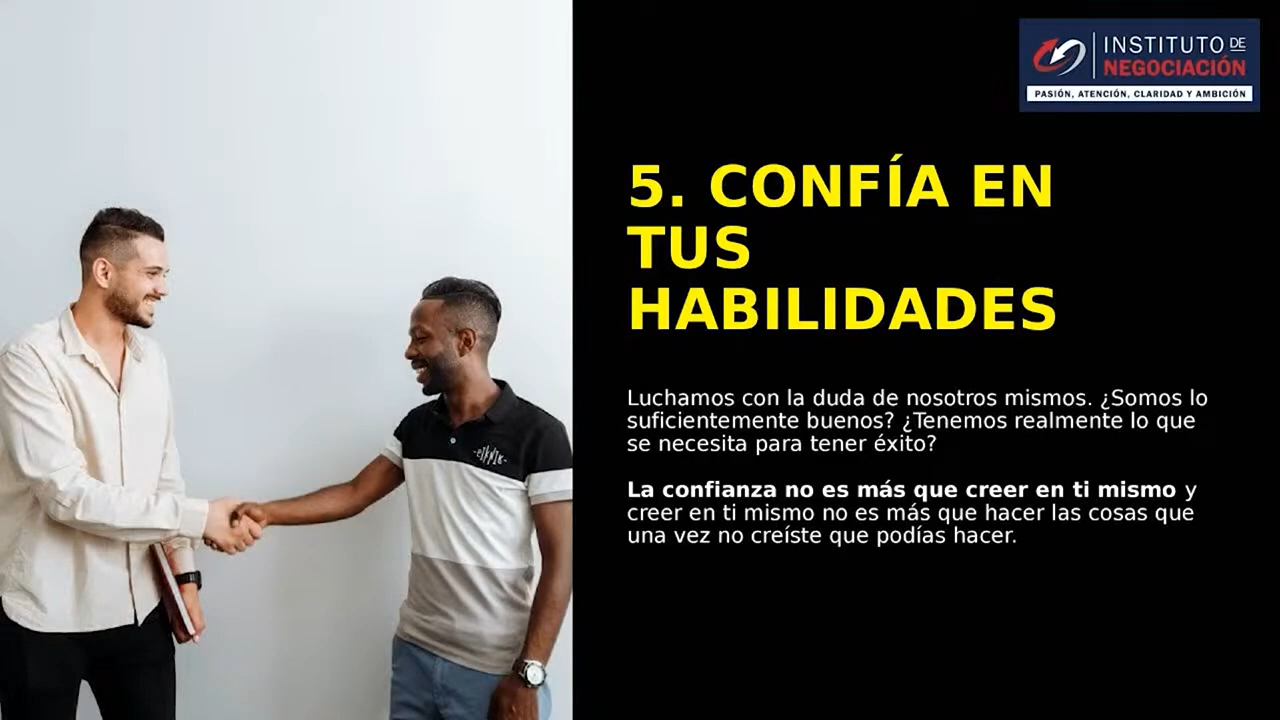 INSTITUTO DE
NEGOCIACIÓN
PASIÓN, ATENCIÓN, CLARIDAD Y AMBICIÓN
5. CONFÍA EN
TUS
HABILIDADES
Luchamos con la duda de nosotros mismos. ¿Somos lo
suficientemente buenos? ¿Tenemos realmente lo que
se necesita para tener éxito?
La confianza no es más que creer en ti mismo y
creer en ti mismo no es más que hacer las cosas que
una vez no creíste que podías hacer.